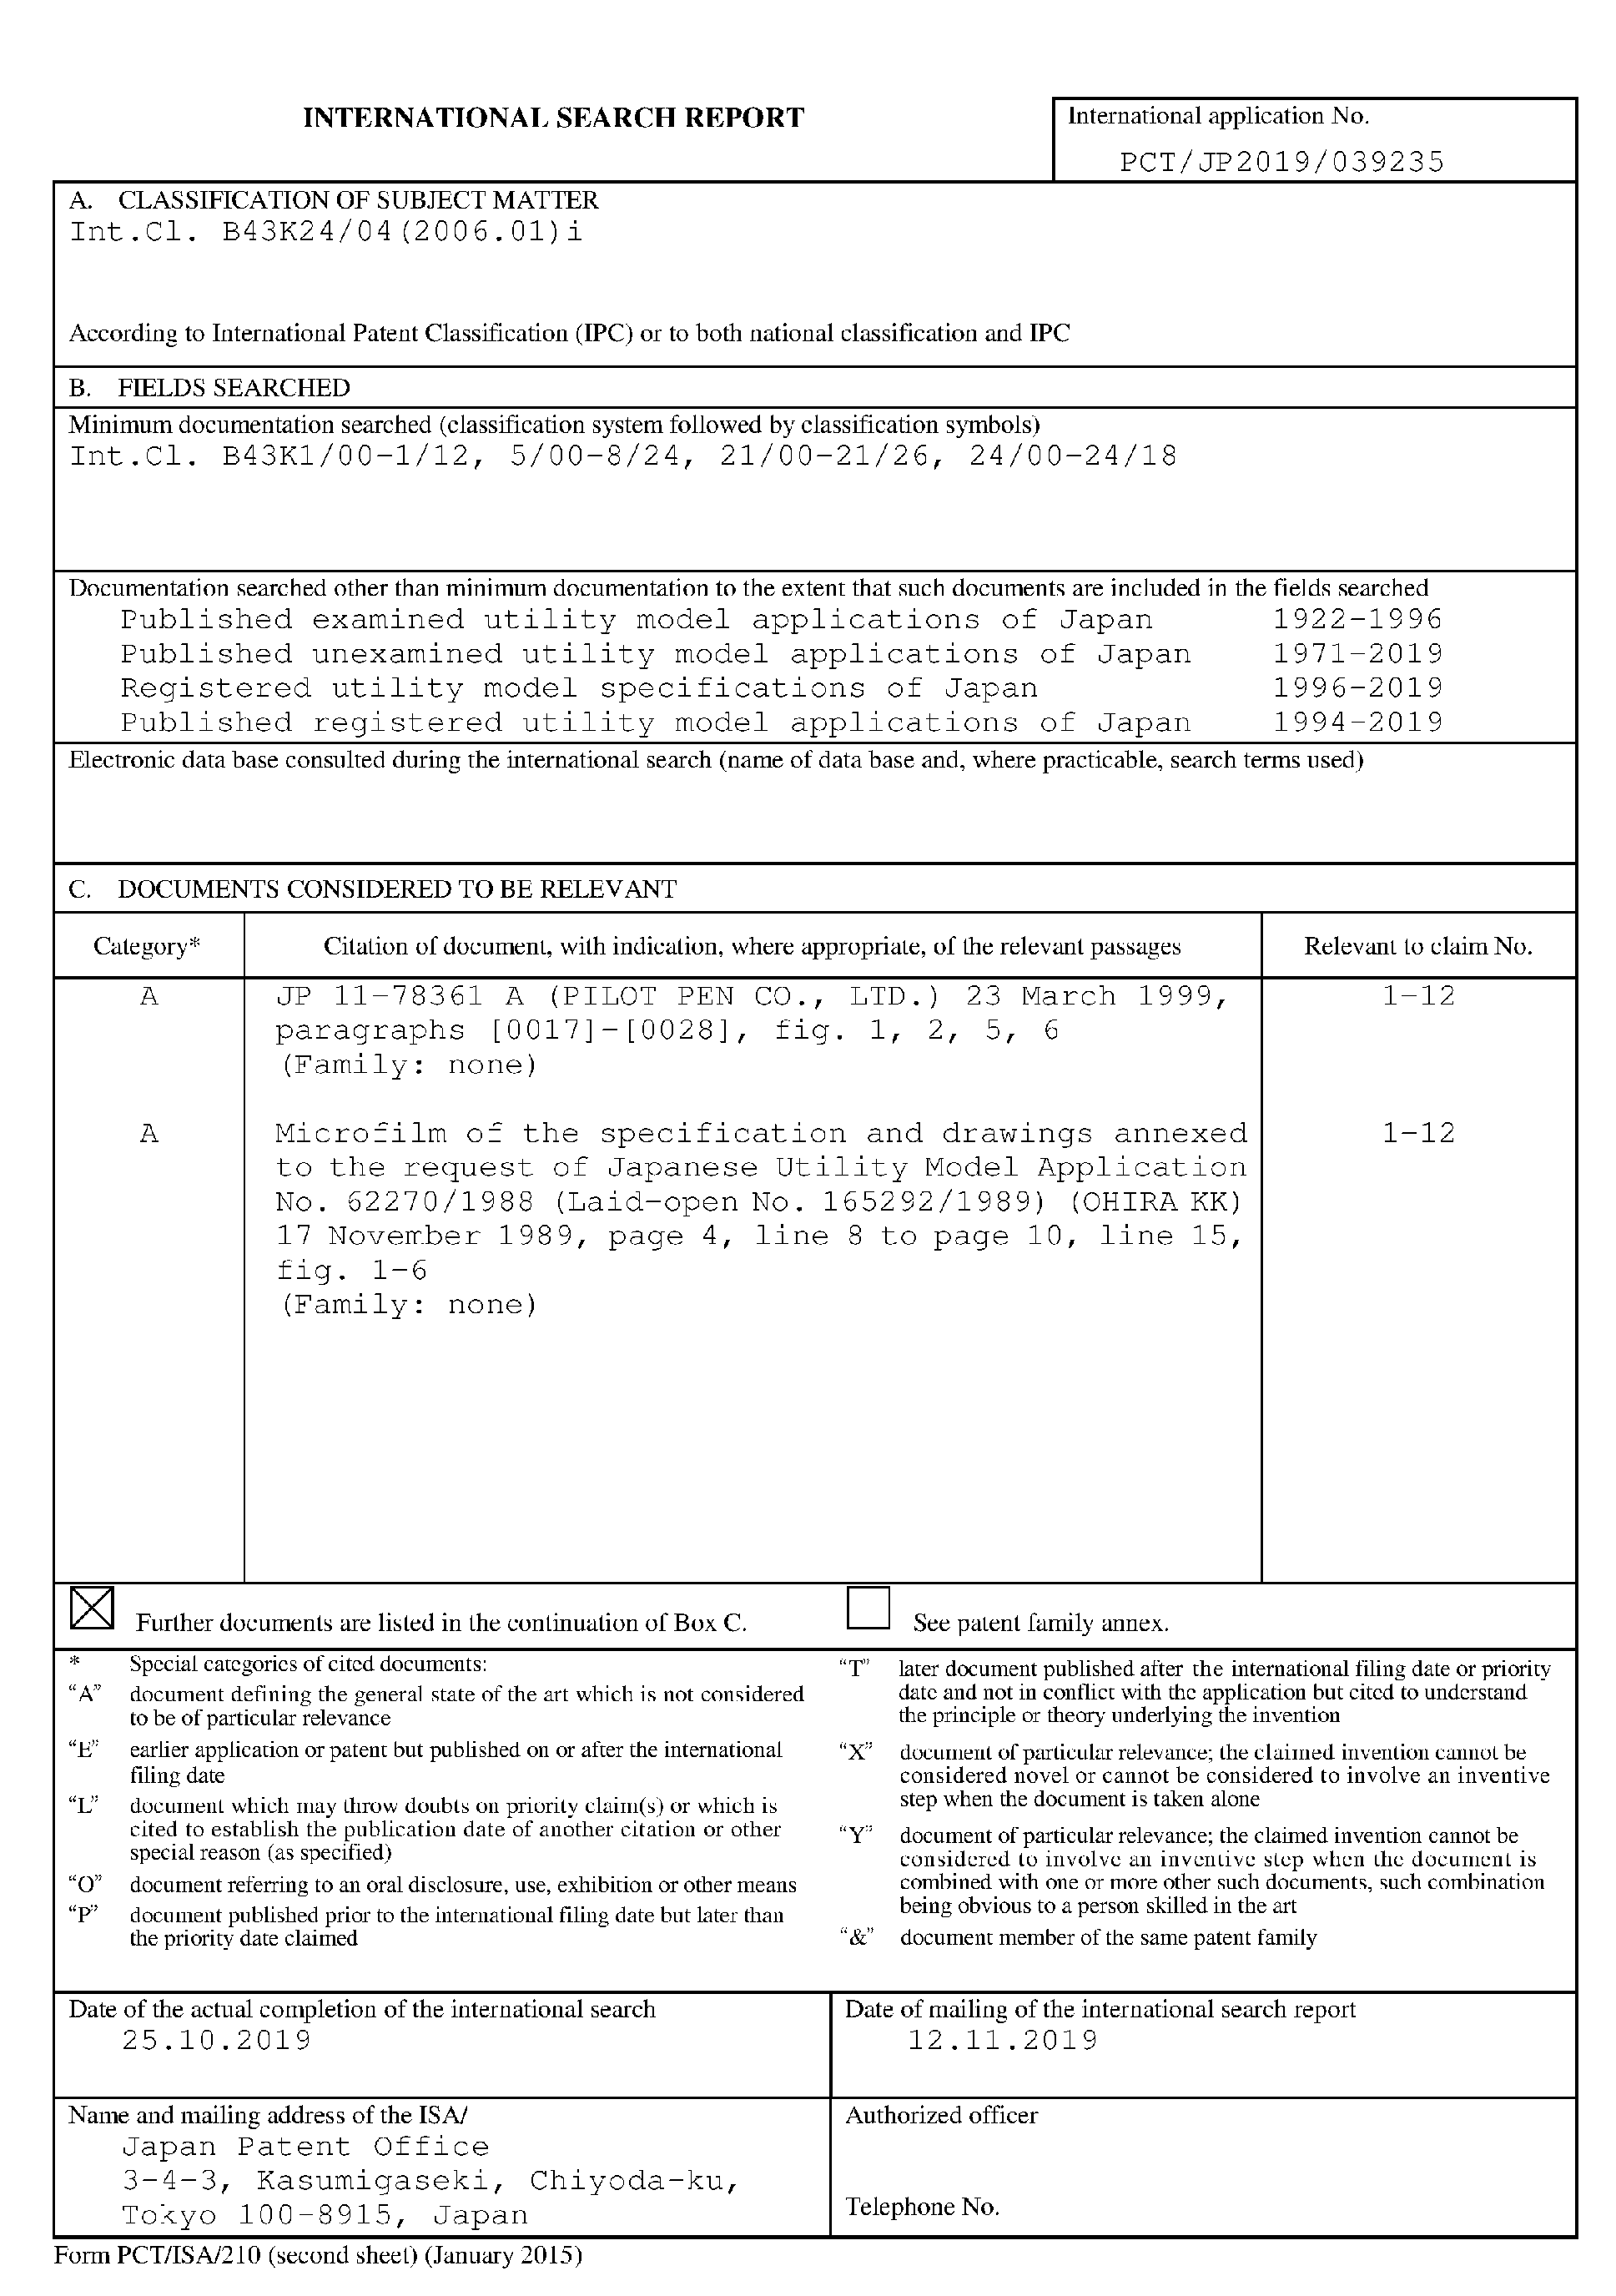 INTERNATIONAL SEARCH REPORT
International application No.
PCT/JP2019/039235
A. CLASSIFICATION OF SUBJECT MATTER
Int.Cl. B43K24/04(2006.01)i
According to International Patent Classification (IPC) or to both national classification and IPC
B. FIELDS SEARCHED
Minimum documentation searched (classification system followed by classification symbols)
Int.Cl. B43K1/00-1/12, 5/00-8/24, 21/00-21/26, 24/00-24/18
Documentation searched other than minimum documentation to the extent that such documents are included in the fields searched
Published examined utility model applications of Japan 1922-1996
Published unexamined utility model applications of Japan 1971-2019
Registered utility model specifications of Japan 1996-2019
Published registered utility model applications of Japan 1994-2019
Electronic data base consulted during the international search (name of data base and, where practicable, search terms used)
C. DOCUMENTS CONSIDERED TO BE RELEVANT
Category* Citation of document, with indication, where appropriate, of the relevant passages Relevant to claim No.
A JP 11-78361 A (PILOT PEN CO., LTD.) 23 March 1999, 1-12
paragraphs [0017]-[0028], fig. 1, 2, 5, 6
(Family: none)
A Microfilm of the specification and drawings annexed 1-12
to the request of Japanese Utility Model Application
No. 62270/1988 (Laid-open No. 165292/1989) (OHIRA KK)
17 November 1989, page 4, line 8 to page 10, line 15,
fig. 1-6
(Family: none)
Further documents are listed in the continuation of Box C. See patent family annex.
* Special categories of cited documents:
“A” document defining the general state of the art which is not considered
to be of particular relevance
“E” earlier application or patent but published on or after the international
filing date
“L” document which may throw doubts on priority claim(s) or which is
cited to establish the publication date of another citation or other
special reason (as specified)
“O” document referring to an oral disclosure, use, exhibition or other means
“P” document published prior to the international filing date but later than
the priority date claimed
“T” later document published after the international filing date or priority
date and not in conflict with the application but cited to understand
the principle or theory underlying the invention
“X” document of particular relevance; the claimed invention cannot be
considered novel or cannot be considered to involve an inventive
step when the document is taken alone
“Y” document of particular relevance; the claimed invention cannot be
considered to involve an inventive step when the document is
combined with one or more other such documents, such combination
being obvious to a person skilled in the art
“&” document member of the same patent family
Date of the actual completion of the international search
25.10.2019
Date of mailing of the international search report
12.11.2019
Name and mailing address of the ISA/
Japan Patent Office
3-4-3, Kasumigaseki, Chiyoda-ku,
Tokyo 100-8915, Japan
Authorized officer
Telephone No.
Form PCT/ISA/210 (second sheet) (January 2015)